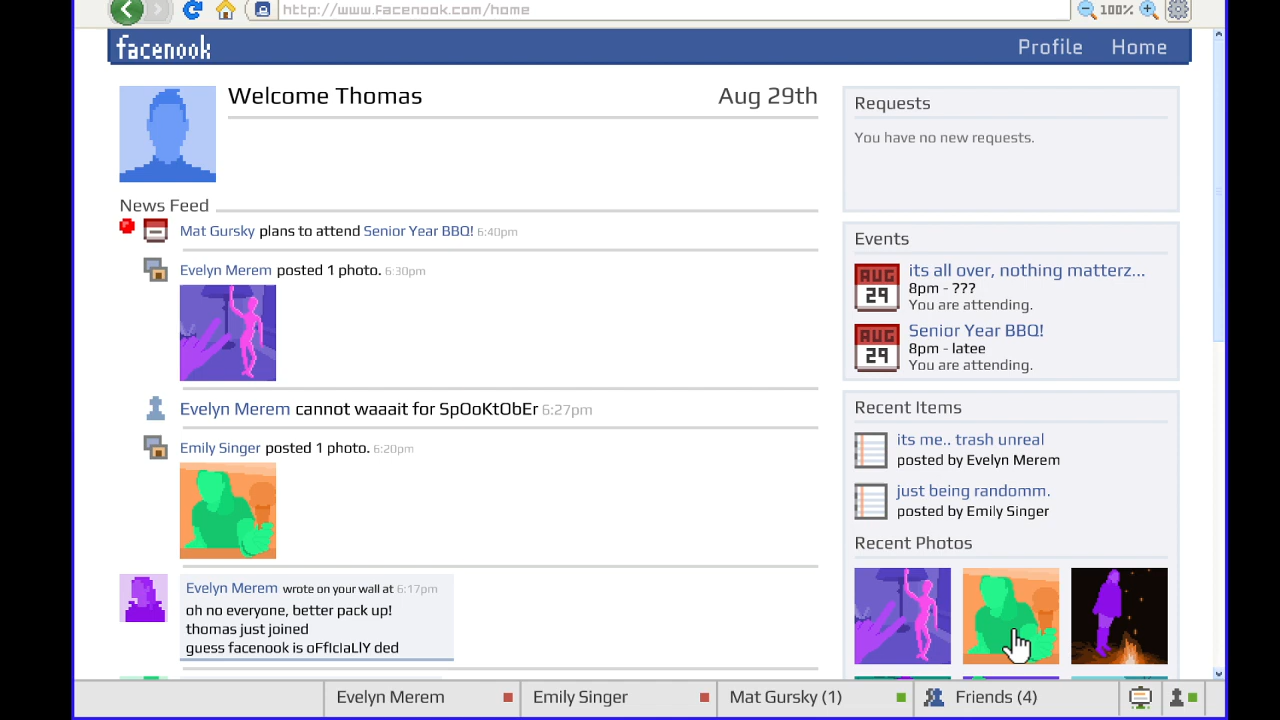 http://www.facenook.com/home
100%
facenook
Profile Home
Welcome Thomas
Aug 29th
News Feed
Mat Gursky plans to attend Senior Year BBQ! 6:40pm
Evelyn Merem posted 1 photo. 6:30pm
Evelyn Merem cannot waaait for SpOoKtObEr 6:27pm
Emily Singer posted 1 photo. 6:20pm
Evelyn Merem wrote on your wall at 6:17pm
oh no everyone, better pack up!
thomas just joined
guess facenook is oFfIcIaLlY ded
Requests
You have no new requests.
Events
AUG
29
its all over, nothing matterz...
8pm - ???
You are attending.
AUG
29
Senior Year BBQ!
8pm - latee
You are attending.
Recent Items
its me.. trash unreal
posted by Evelyn Merem
just being randomm.
posted by Emily Singer
Recent Photos
Evelyn Merem
Emily Singer
Mat Gursky (1)
Friends (4)